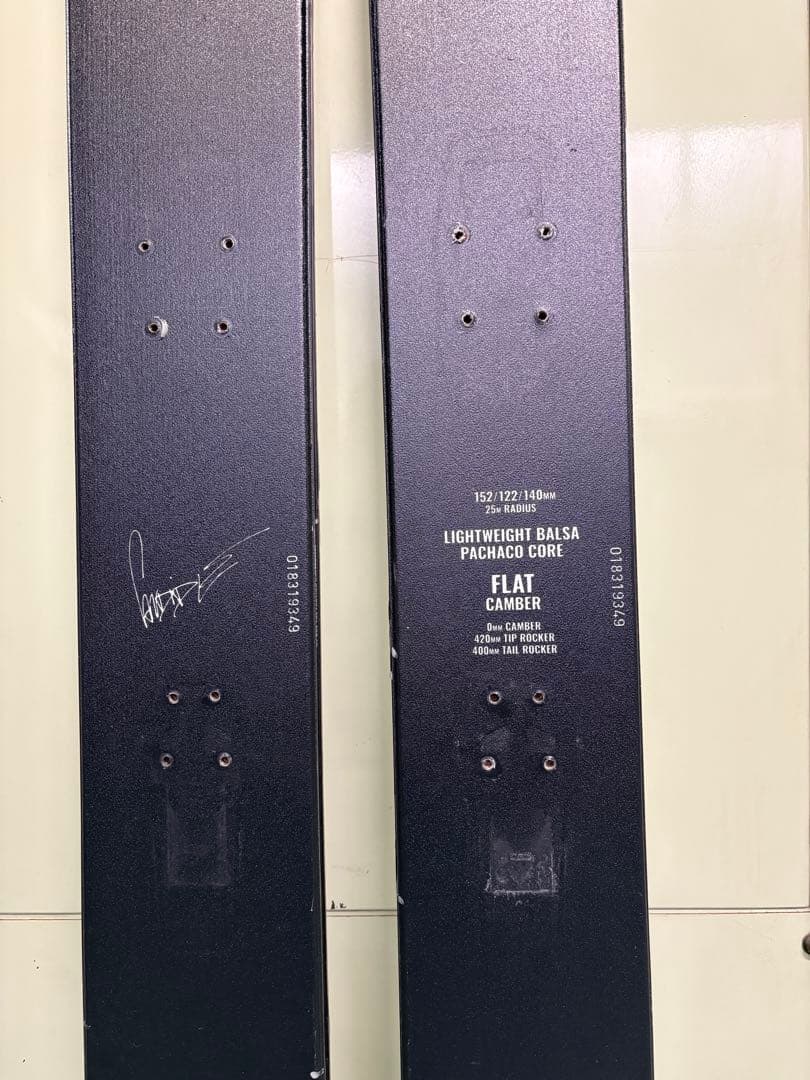 018319349
152/122/140MM
25M RADIUS
LIGHTWEIGHT BALSA
PACHACO CORE
FLAT
CAMBER
0MM CAMBER
420MM TIP ROCKER
400MM TAIL ROCKER
018319349